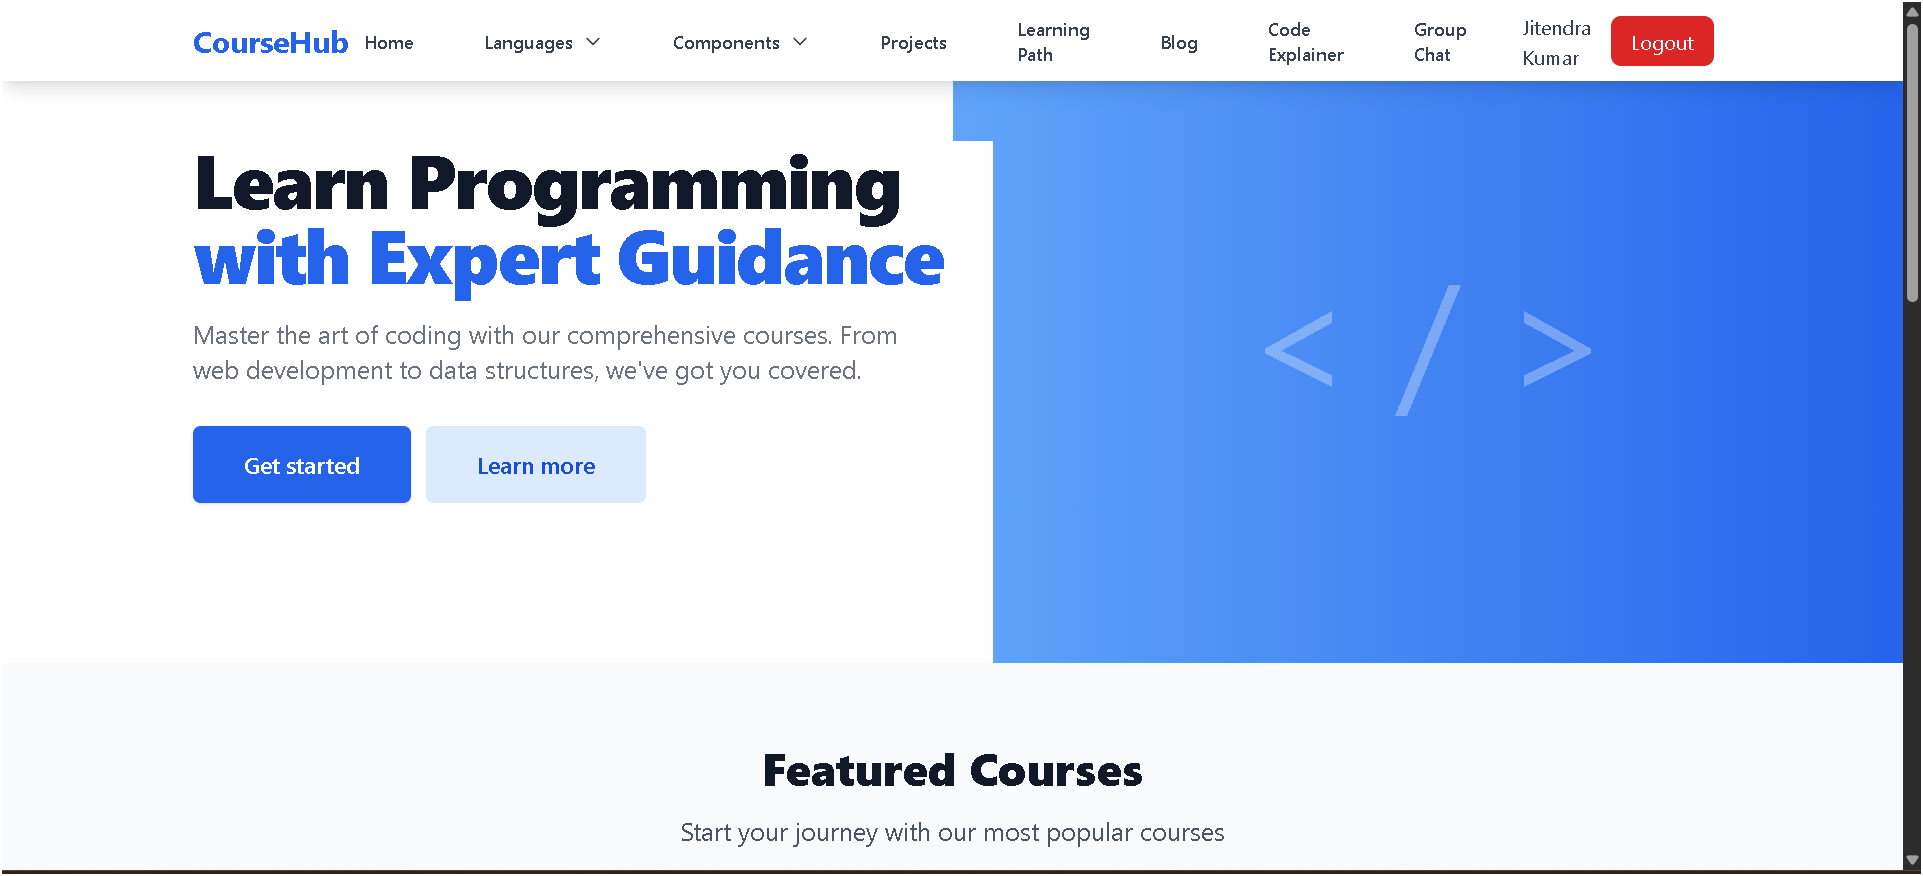 CourseHub
Home
Languages
Components
Projects
Learning
Path
Blog
Code
Explainer
Group
Chat
Jitendra
Kumar
Logout
Learn Programming
with Expert Guidance
Master the art of coding with our comprehensive courses. From
web development to data structures, we've got you covered.
Get started
Learn more
< / >
Featured Courses
Start your journey with our most popular courses